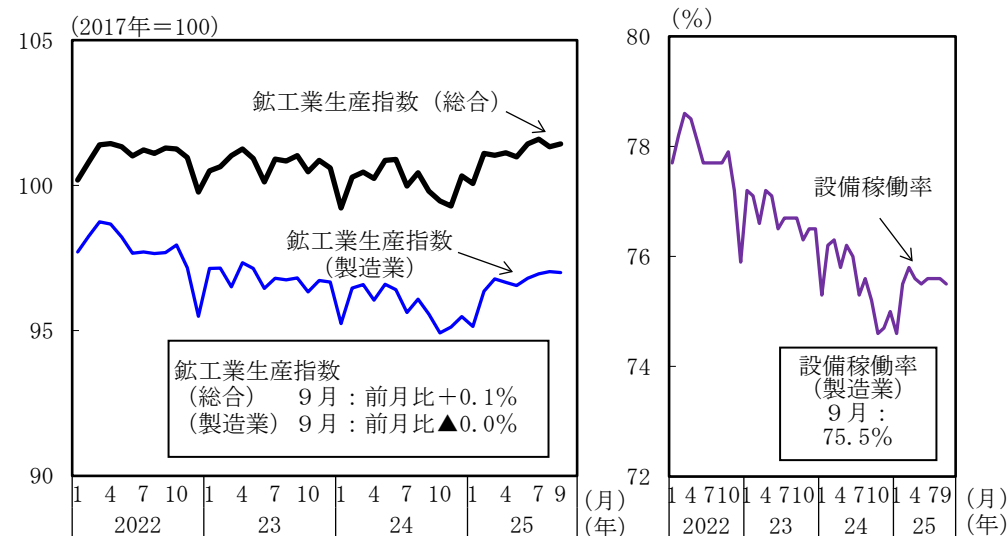 (2017年＝100)
105
100
95
90
鉱工業生産指数（総合）
鉱工業生産指数
（製造業）
鉱工業生産指数
（総合）　９月：前月比＋0.1％
（製造業）９月：前月比▲0.0％
1 4 7 10 1 4 7 10 1 4 7 10 1 4 7 9 (月)
2022 23 24 25 (年)
(％)
80
78
76
74
72
設備稼働率
設備稼働率
（製造業）
９月：
75.5％
1 4 7 10 1 4 7 10 1 4 7 10 1 4 7 9 (月)
2022 23 24 25 (年)